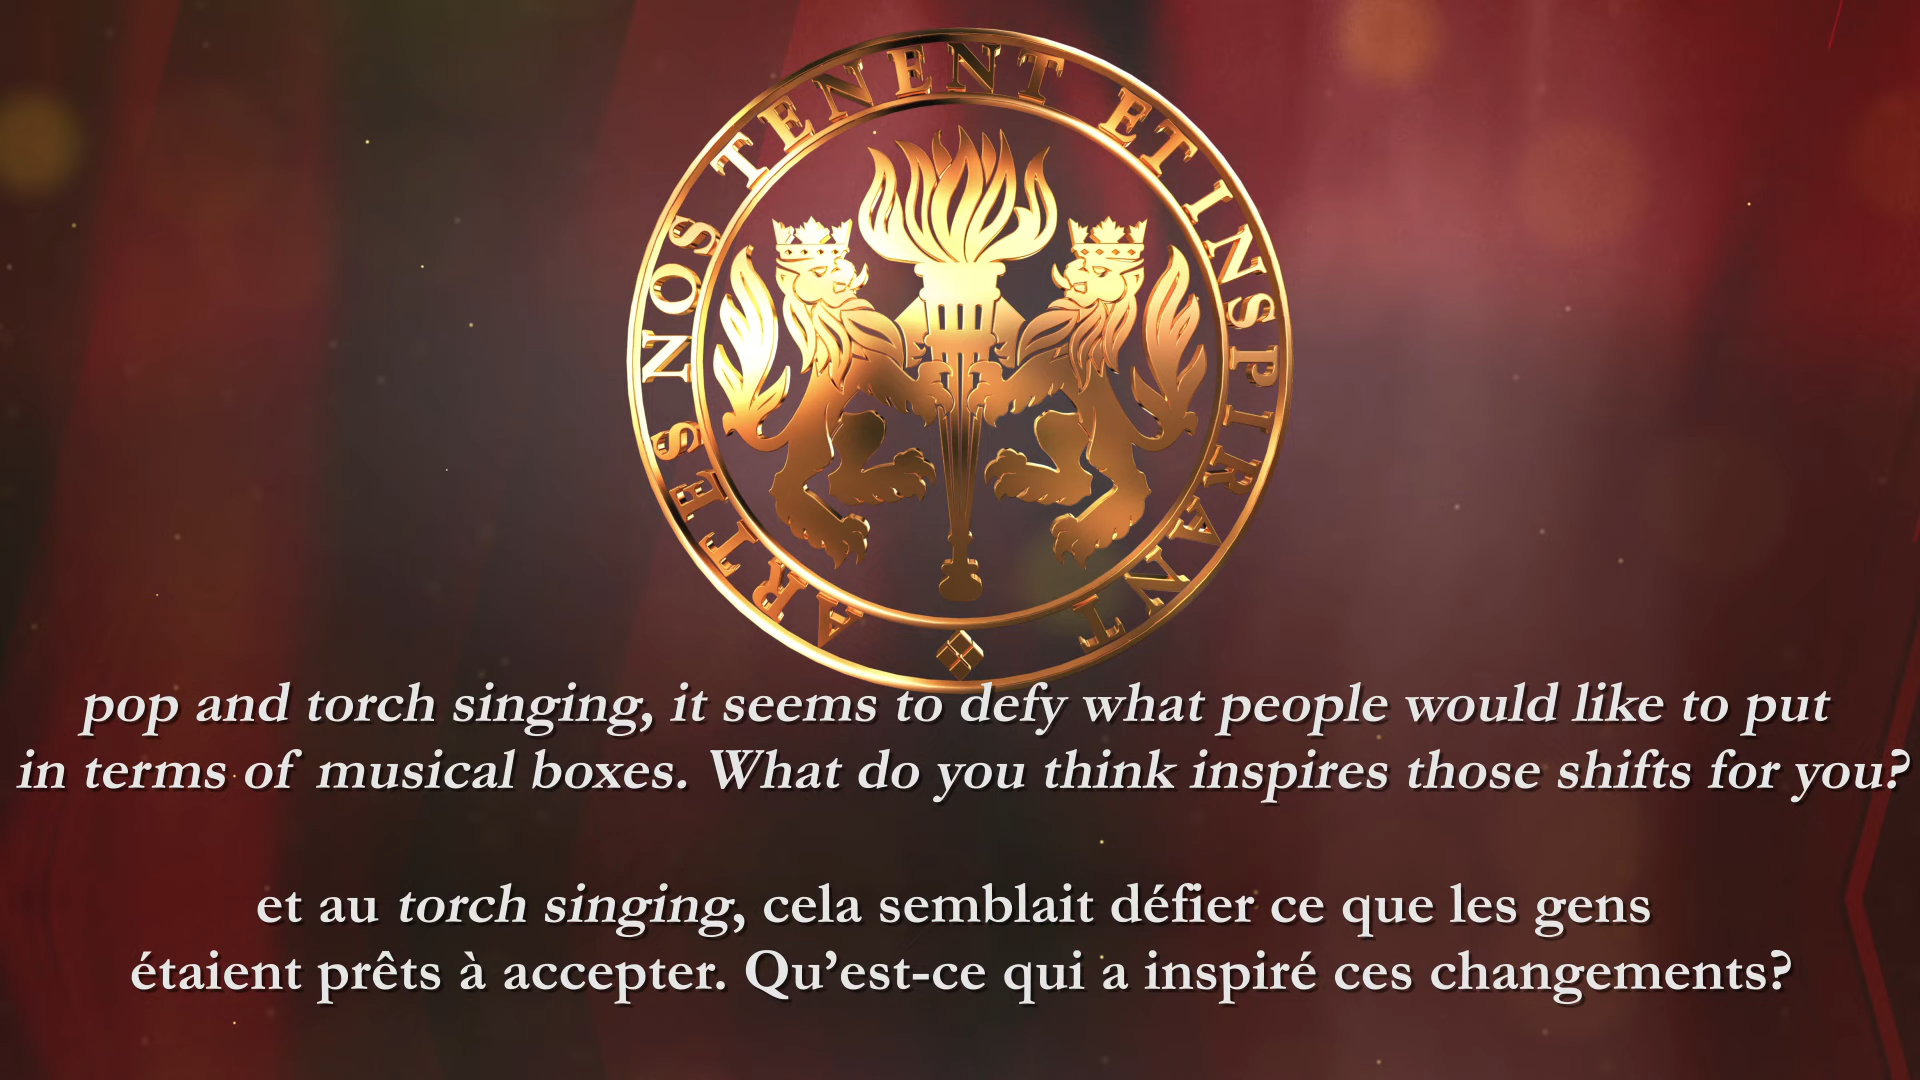 ARTES NOS TENENT ET INSPIRANT
pop and torch singing, it seems to defy what people would like to put
in terms of musical boxes. What do you think inspires those shifts for you?
et au torch singing, cela semblait défier ce que les gens
étaient prêts à accepter. Qu’est-ce qui a inspiré ces changements?